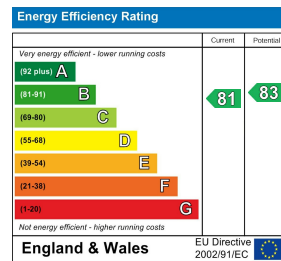 Energy Efficiency Rating
Current Potential
Very energy efficient - lower running costs
(92 plus) A
(81-91) B
81 83
(69-80) C
(55-68) D
(39-54) E
(21-38) F
(1-20) G
Not energy efficient - higher running costs
England & Wales
EU Directive
2002/91/EC